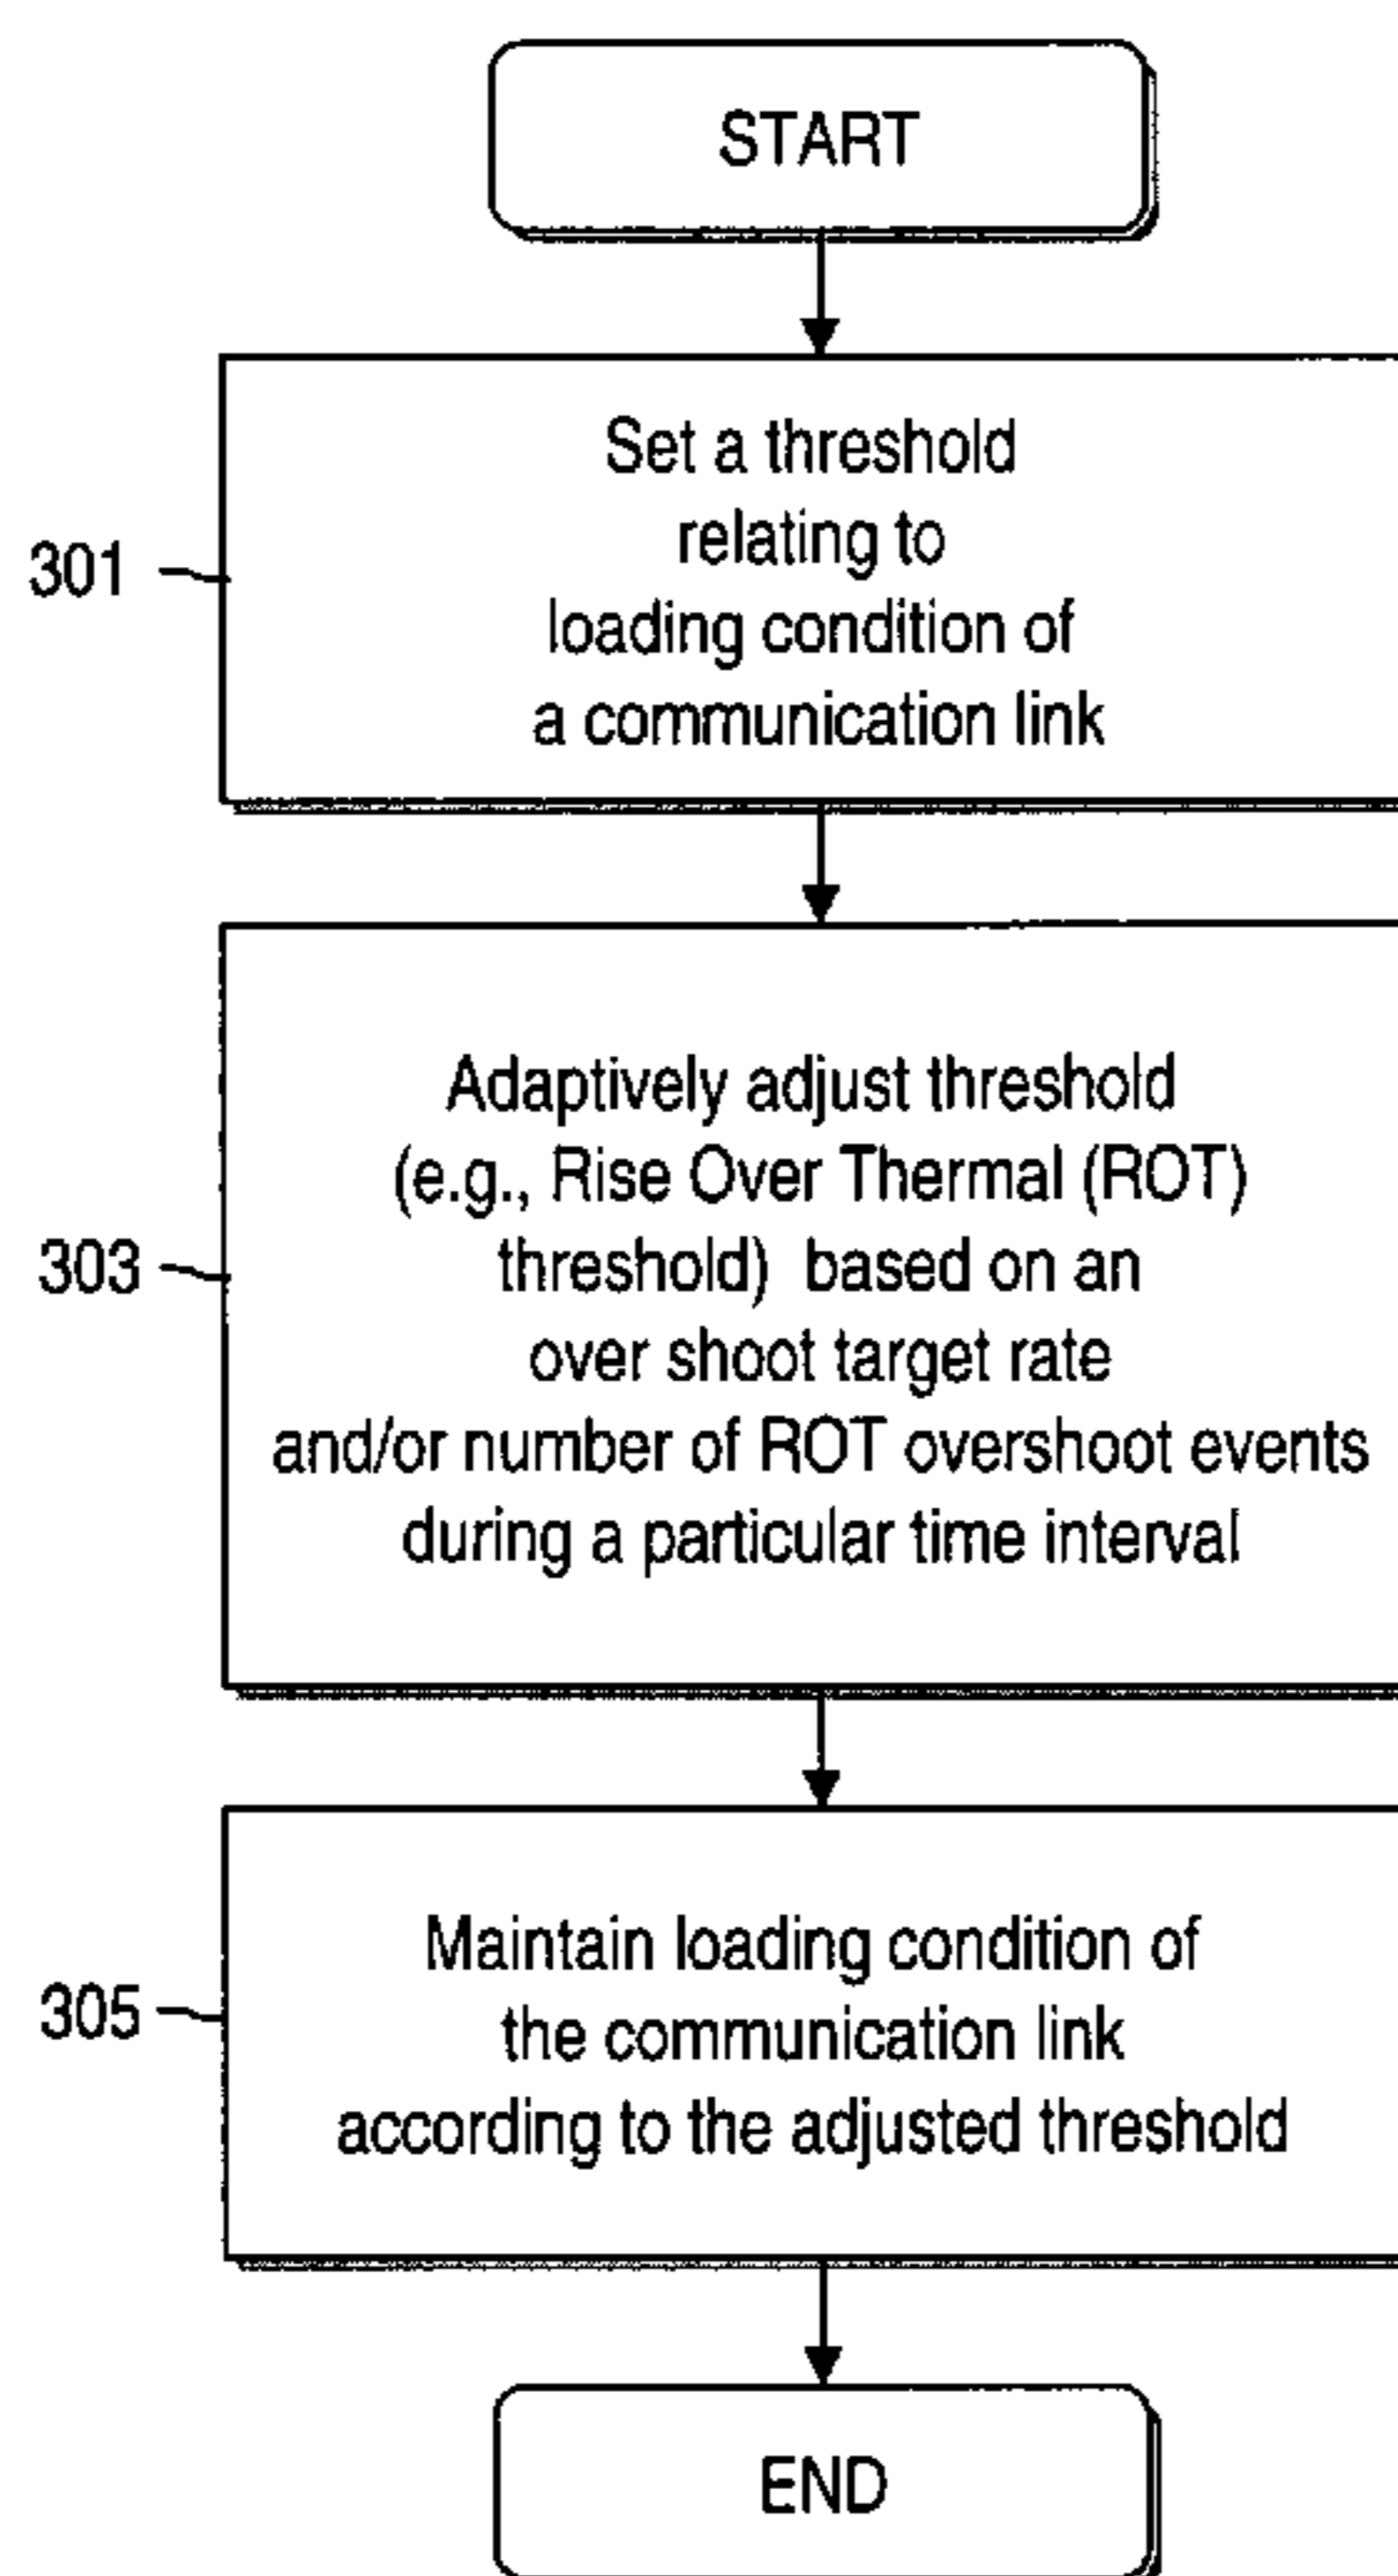 START
Set a threshold
relating to
loading condition of
a communication link
301
Adaptively adjust threshold
(e.g., Rise Over Thermal (ROT)
threshold) based on an
over shoot target rate
and/or number of ROT overshoot events
during a particular time interval
303
Maintain loading condition of
the communication link
according to the adjusted threshold
305
END